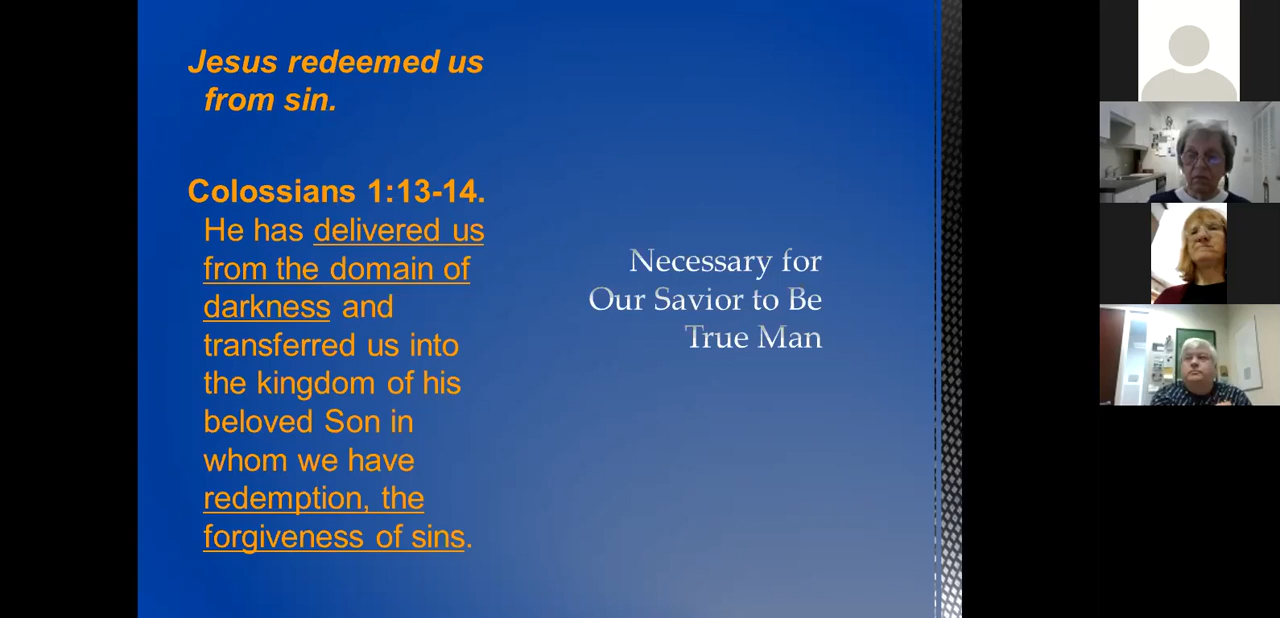 Jesus redeemed us
from sin.
Colossians 1:13-14.
He has delivered us
from the domain of
darkness and
transferred us into
the kingdom of his
beloved Son in
whom we have
redemption, the
forgiveness of sins.
Necessary for
Our Savior to Be
True Man